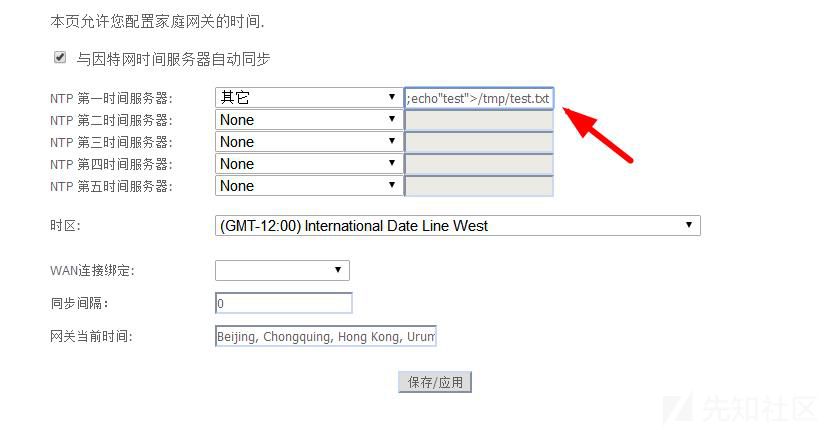 本页允许您配置家庭网关的时间.
与因特网时间服务器自动同步
NTP 第一时间服务器: 其它 ;echo"test">/tmp/test.txt
NTP 第二时间服务器: None
NTP 第三时间服务器: None
NTP 第四时间服务器: None
NTP 第五时间服务器: None
时区: (GMT-12:00) International Date Line West
WAN连接绑定:
同步间隔: 0
网关当前时间: Beijing, Chongquing, Hong Kong, Urum
保存/应用
先知社区